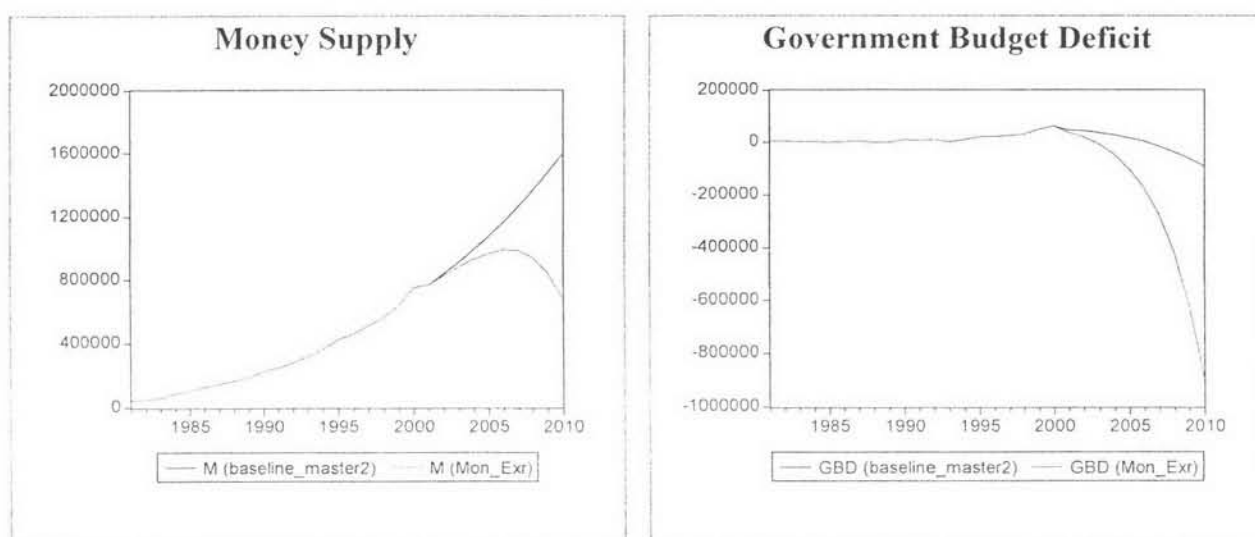 Money Supply
2000000
1600000
1200000
800000
400000
0
1985 1990 1995 2000 2005 2010
M (baseline_master2) M (Mon_Exr)
Government Budget Deficit
200000
0
-200000
-400000
-600000
-800000
-1000000
1985 1990 1995 2000 2005 2010
GBD (baseline_master2) GBD (Mon_Exr)